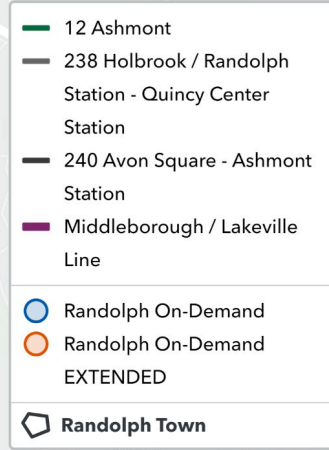 12 Ashmont
238 Holbrook / Randolph
Station - Quincy Center
Station
240 Avon Square - Ashmont
Station
Middleborough / Lakeville
Line
Randolph On-Demand
Randolph On-Demand
EXTENDED
Randolph Town